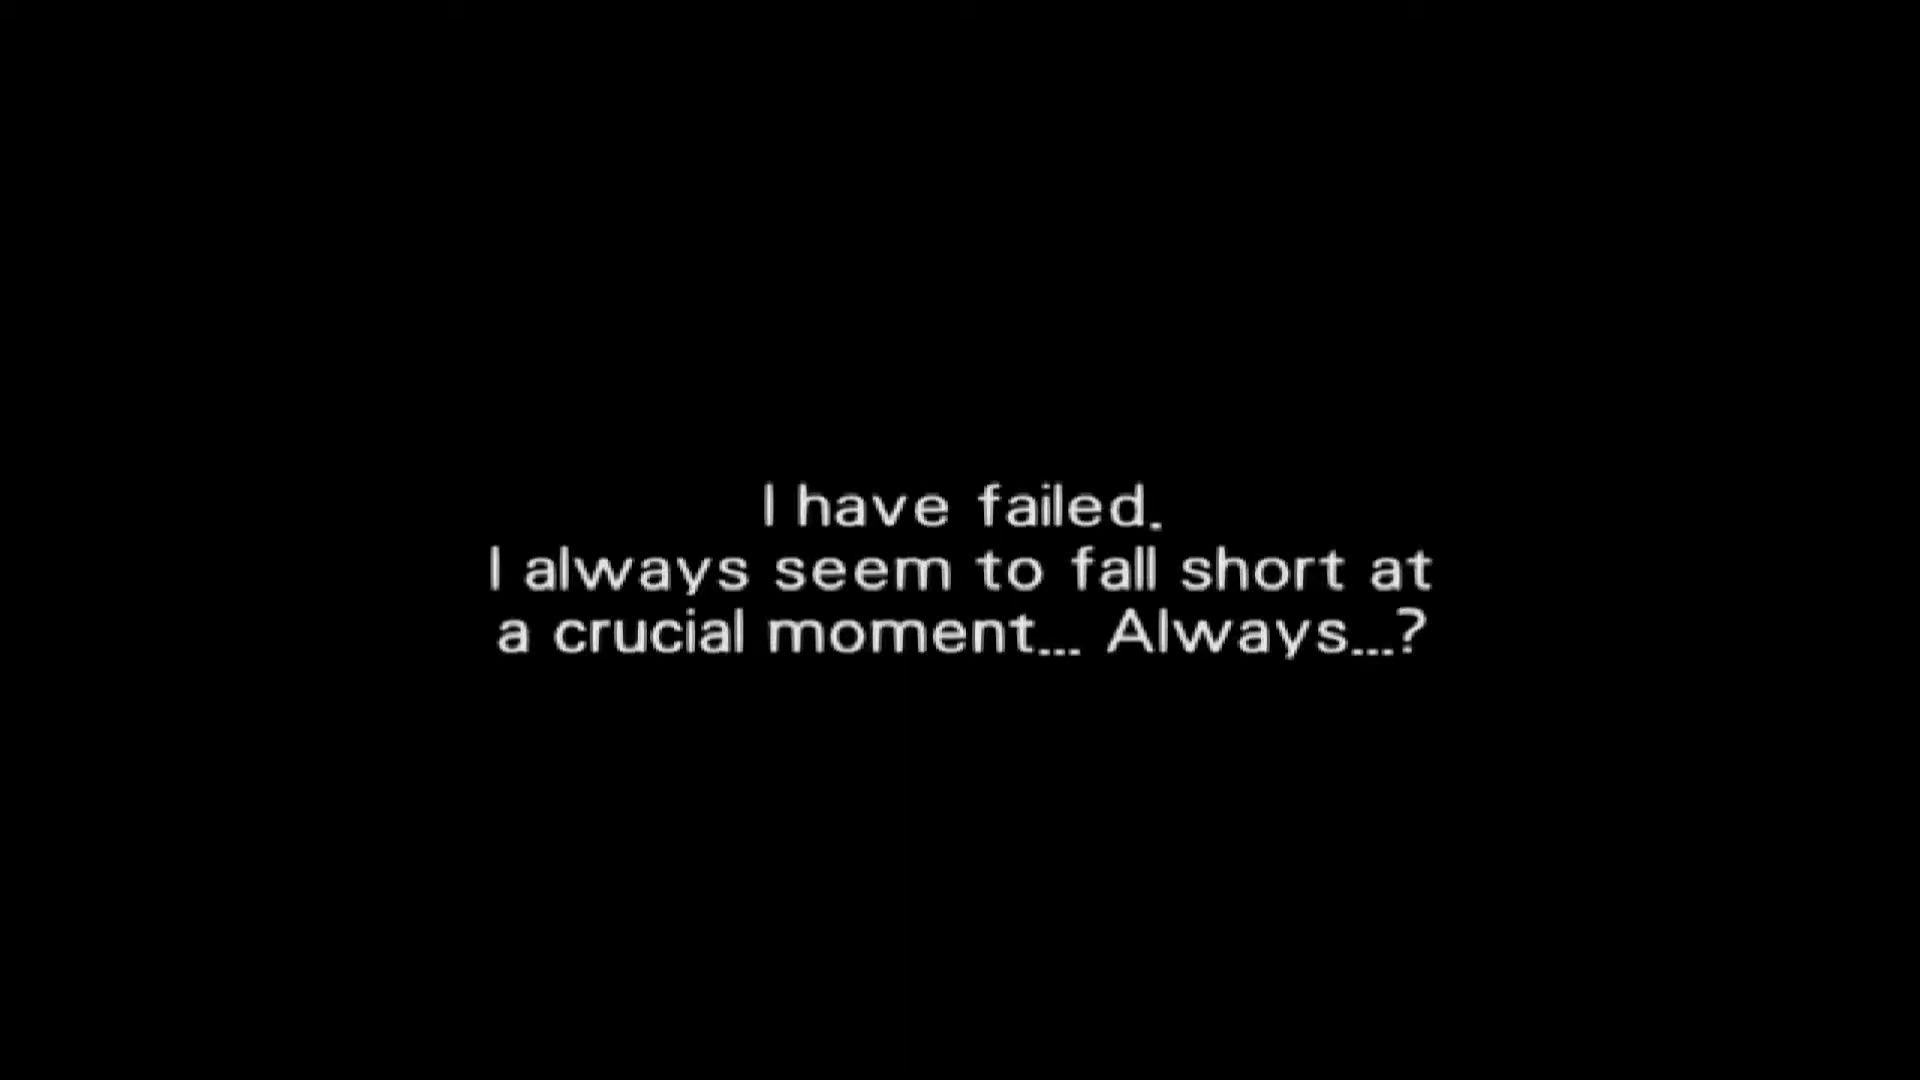 I have failed.
I always seem to fall short at
a crucial moment... Always...?